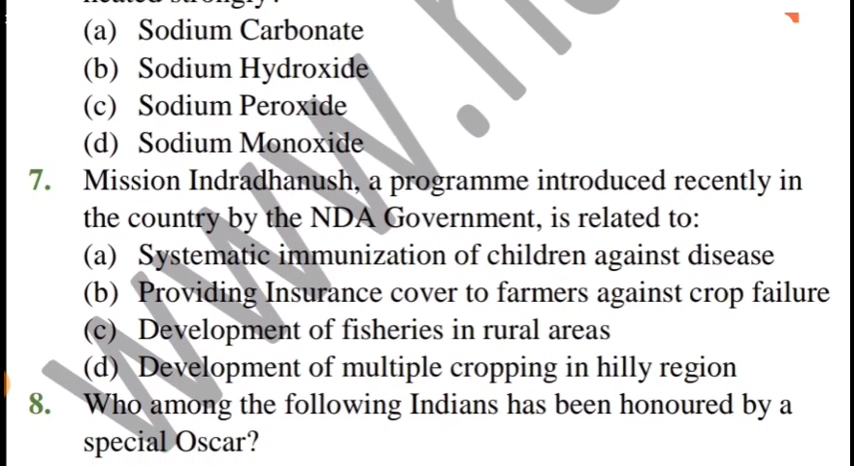 (a) Sodium Carbonate
(b) Sodium Hydroxide
(c) Sodium Peroxide
(d) Sodium Monoxide
7. Mission Indradhanush, a programme introduced recently in
the country by the NDA Government, is related to:
(a) Systematic immunization of children against disease
(b) Providing Insurance cover to farmers against crop failure
(c) Development of fisheries in rural areas
(d) Development of multiple cropping in hilly region
8. Who among the following Indians has been honoured by a
special Oscar?
www.